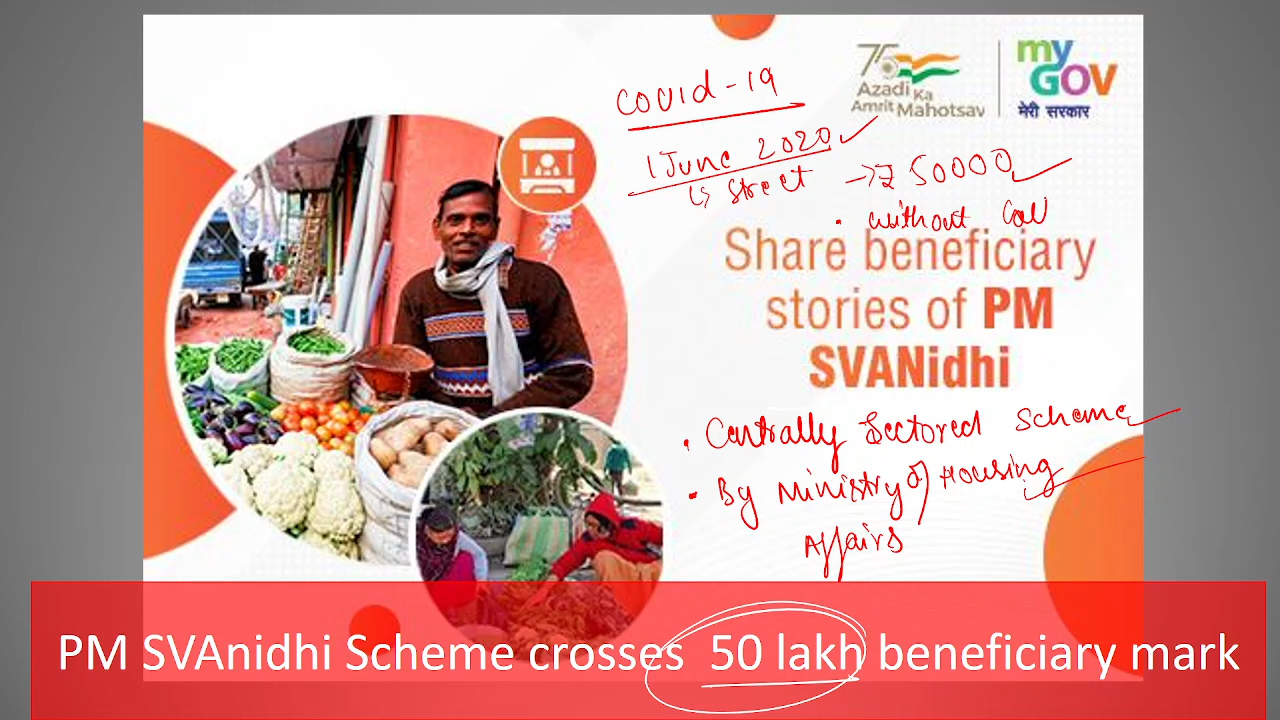 75
Azadi Ka
Amrit Mahotsav
my
GOV
मेरी सरकार
Covid-19
1 June 2020
↳ Street → ₹ 50000
• without Coll
Share beneficiary
stories of PM
SVANidhi
• Centrally Sectored Scheme
• By Ministry of Housing
Affairs
PM SVAnidhi Scheme crosses 50 lakh beneficiary mark